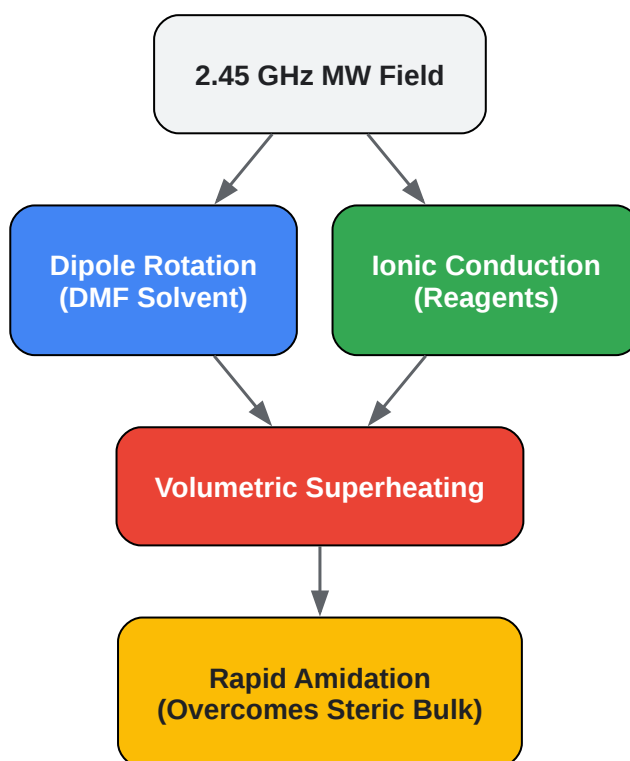 2.45 GHz MW Field
Dipole Rotation
(DMF Solvent)
Ionic Conduction
(Reagents)
Volumetric Superheating
Rapid Amidation
(Overcomes Steric Bulk)